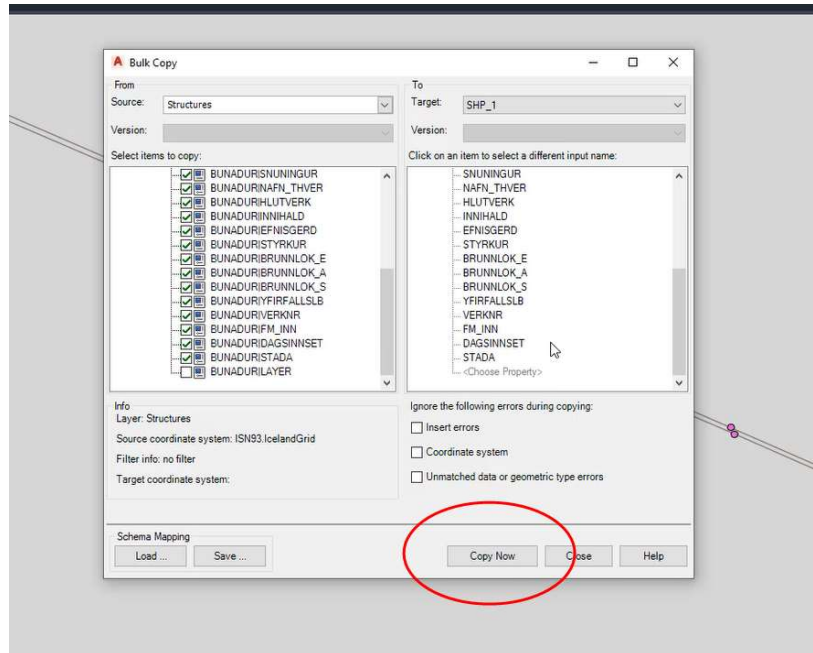 Bulk Copy
From
Source: Structures
Version:
Select items to copy:
BUNADUR|SNUNINGUR
BUNADUR|NAFN_THVER
BUNADUR|HLUTVERK
BUNADUR|INNIHALD
BUNADUR|EFNISGERD
BUNADUR|STYRKUR
BUNADUR|BRUNNLOK_E
BUNADUR|BRUNNLOK_A
BUNADUR|BRUNNLOK_S
BUNADUR|YFIRFALLSLB
BUNADUR|VERKNR
BUNADUR|FM_INN
BUNADUR|DAGSINNSET
BUNADUR|STADA
BUNADUR|LAYER
To
Target: SHP_1
Version:
Click on an item to select a different input name:
SNUNINGUR
NAFN_THVER
HLUTVERK
INNIHALD
EFNISGERD
STYRKUR
BRUNNLOK_E
BRUNNLOK_A
BRUNNLOK_S
YFIRFALLSLB
VERKNR
FM_INN
DAGSINNSET
STADA
<Choose Property>
Info
Layer: Structures
Source coordinate system: ISN93.IcelandGrid
Filter info: no filter
Target coordinate system:
Ignore the following errors during copying:
Insert errors
Coordinate system
Unmatched data or geometric type errors
Schema Mapping
Load ... Save ... Copy Now Close Help